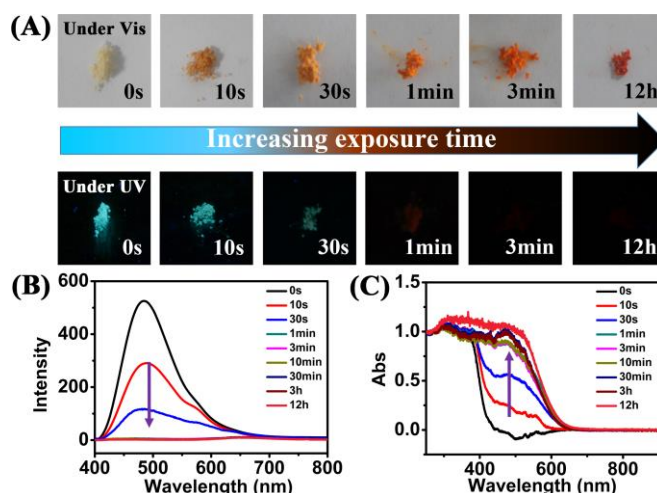 (A)
Under Vis
0s
10s
30s
1min
3min
12h
Increasing exposure time
Under UV
0s
10s
30s
1min
3min
12h
(B)
600
400
200
0
Intensity
400 500 600 700 800
Wavelength (nm)
0s
10s
30s
1min
3min
10min
30min
3h
12h
(C)
1.5
1.0
0.5
0.0
Abs
400 600 800
Wavelength (nm)
0s
10s
30s
1min
3min
10min
30min
3h
12h